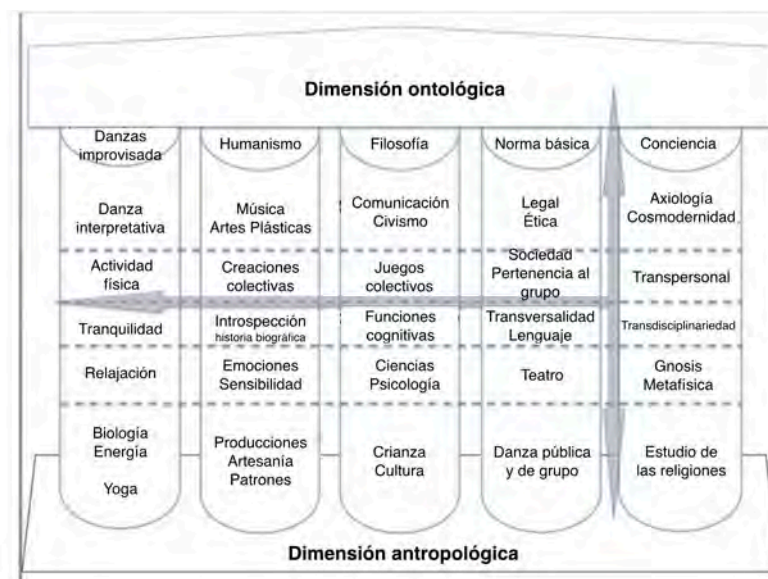 Dimensión ontológica
Danzas
improvisada
Humanismo
Filosofía
Norma básica
Conciencia
Danza
interpretativa
Música
Artes Plásticas
Comunicación
Civismo
Legal
Ética
Axiología
Cosmodernidad
Actividad
física
Creaciones
colectivas
Juegos
colectivos
Sociedad
Pertenencia al
grupo
Transpersonal
Tranquilidad
Introspección
historia biográfica
Funciones
cognitivas
Transversalidad
Lenguaje
Transdisciplinariedad
Relajación
Emociones
Sensibilidad
Ciencias
Psicología
Teatro
Gnosis
Metafísica
Biología
Energía
Yoga
Producciones
Artesanía
Patrones
Crianza
Cultura
Danza pública
y de grupo
Estudio de
las religiones
Dimensión antropológica